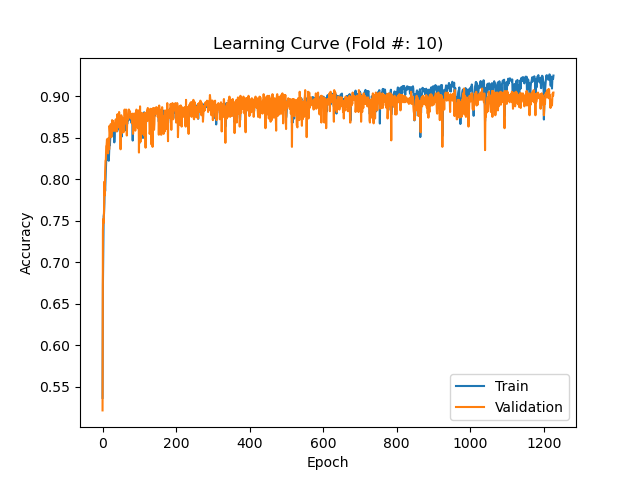 Learning Curve (Fold #: 10)
Accuracy
0.90
0.85
0.80
0.75
0.70
0.65
0.60
0.55
0 200 400 600 800 1000 1200
Epoch
Train
Validation